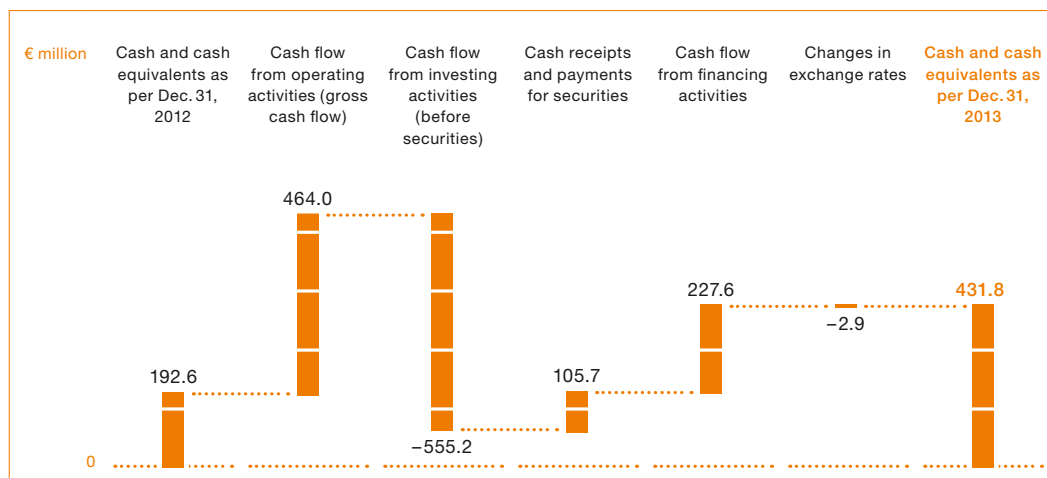 € million
Cash and cash
equivalents as
per Dec. 31,
2012
Cash flow
from operating
activities (gross
cash flow)
Cash flow
from investing
activities
(before
securities)
Cash receipts
and payments
for securities
Cash flow
from financing
activities
Changes in
exchange rates
Cash and cash
equivalents as
per Dec. 31,
2013
192.6
464.0
−555.2
105.7
227.6
−2.9
431.8
0